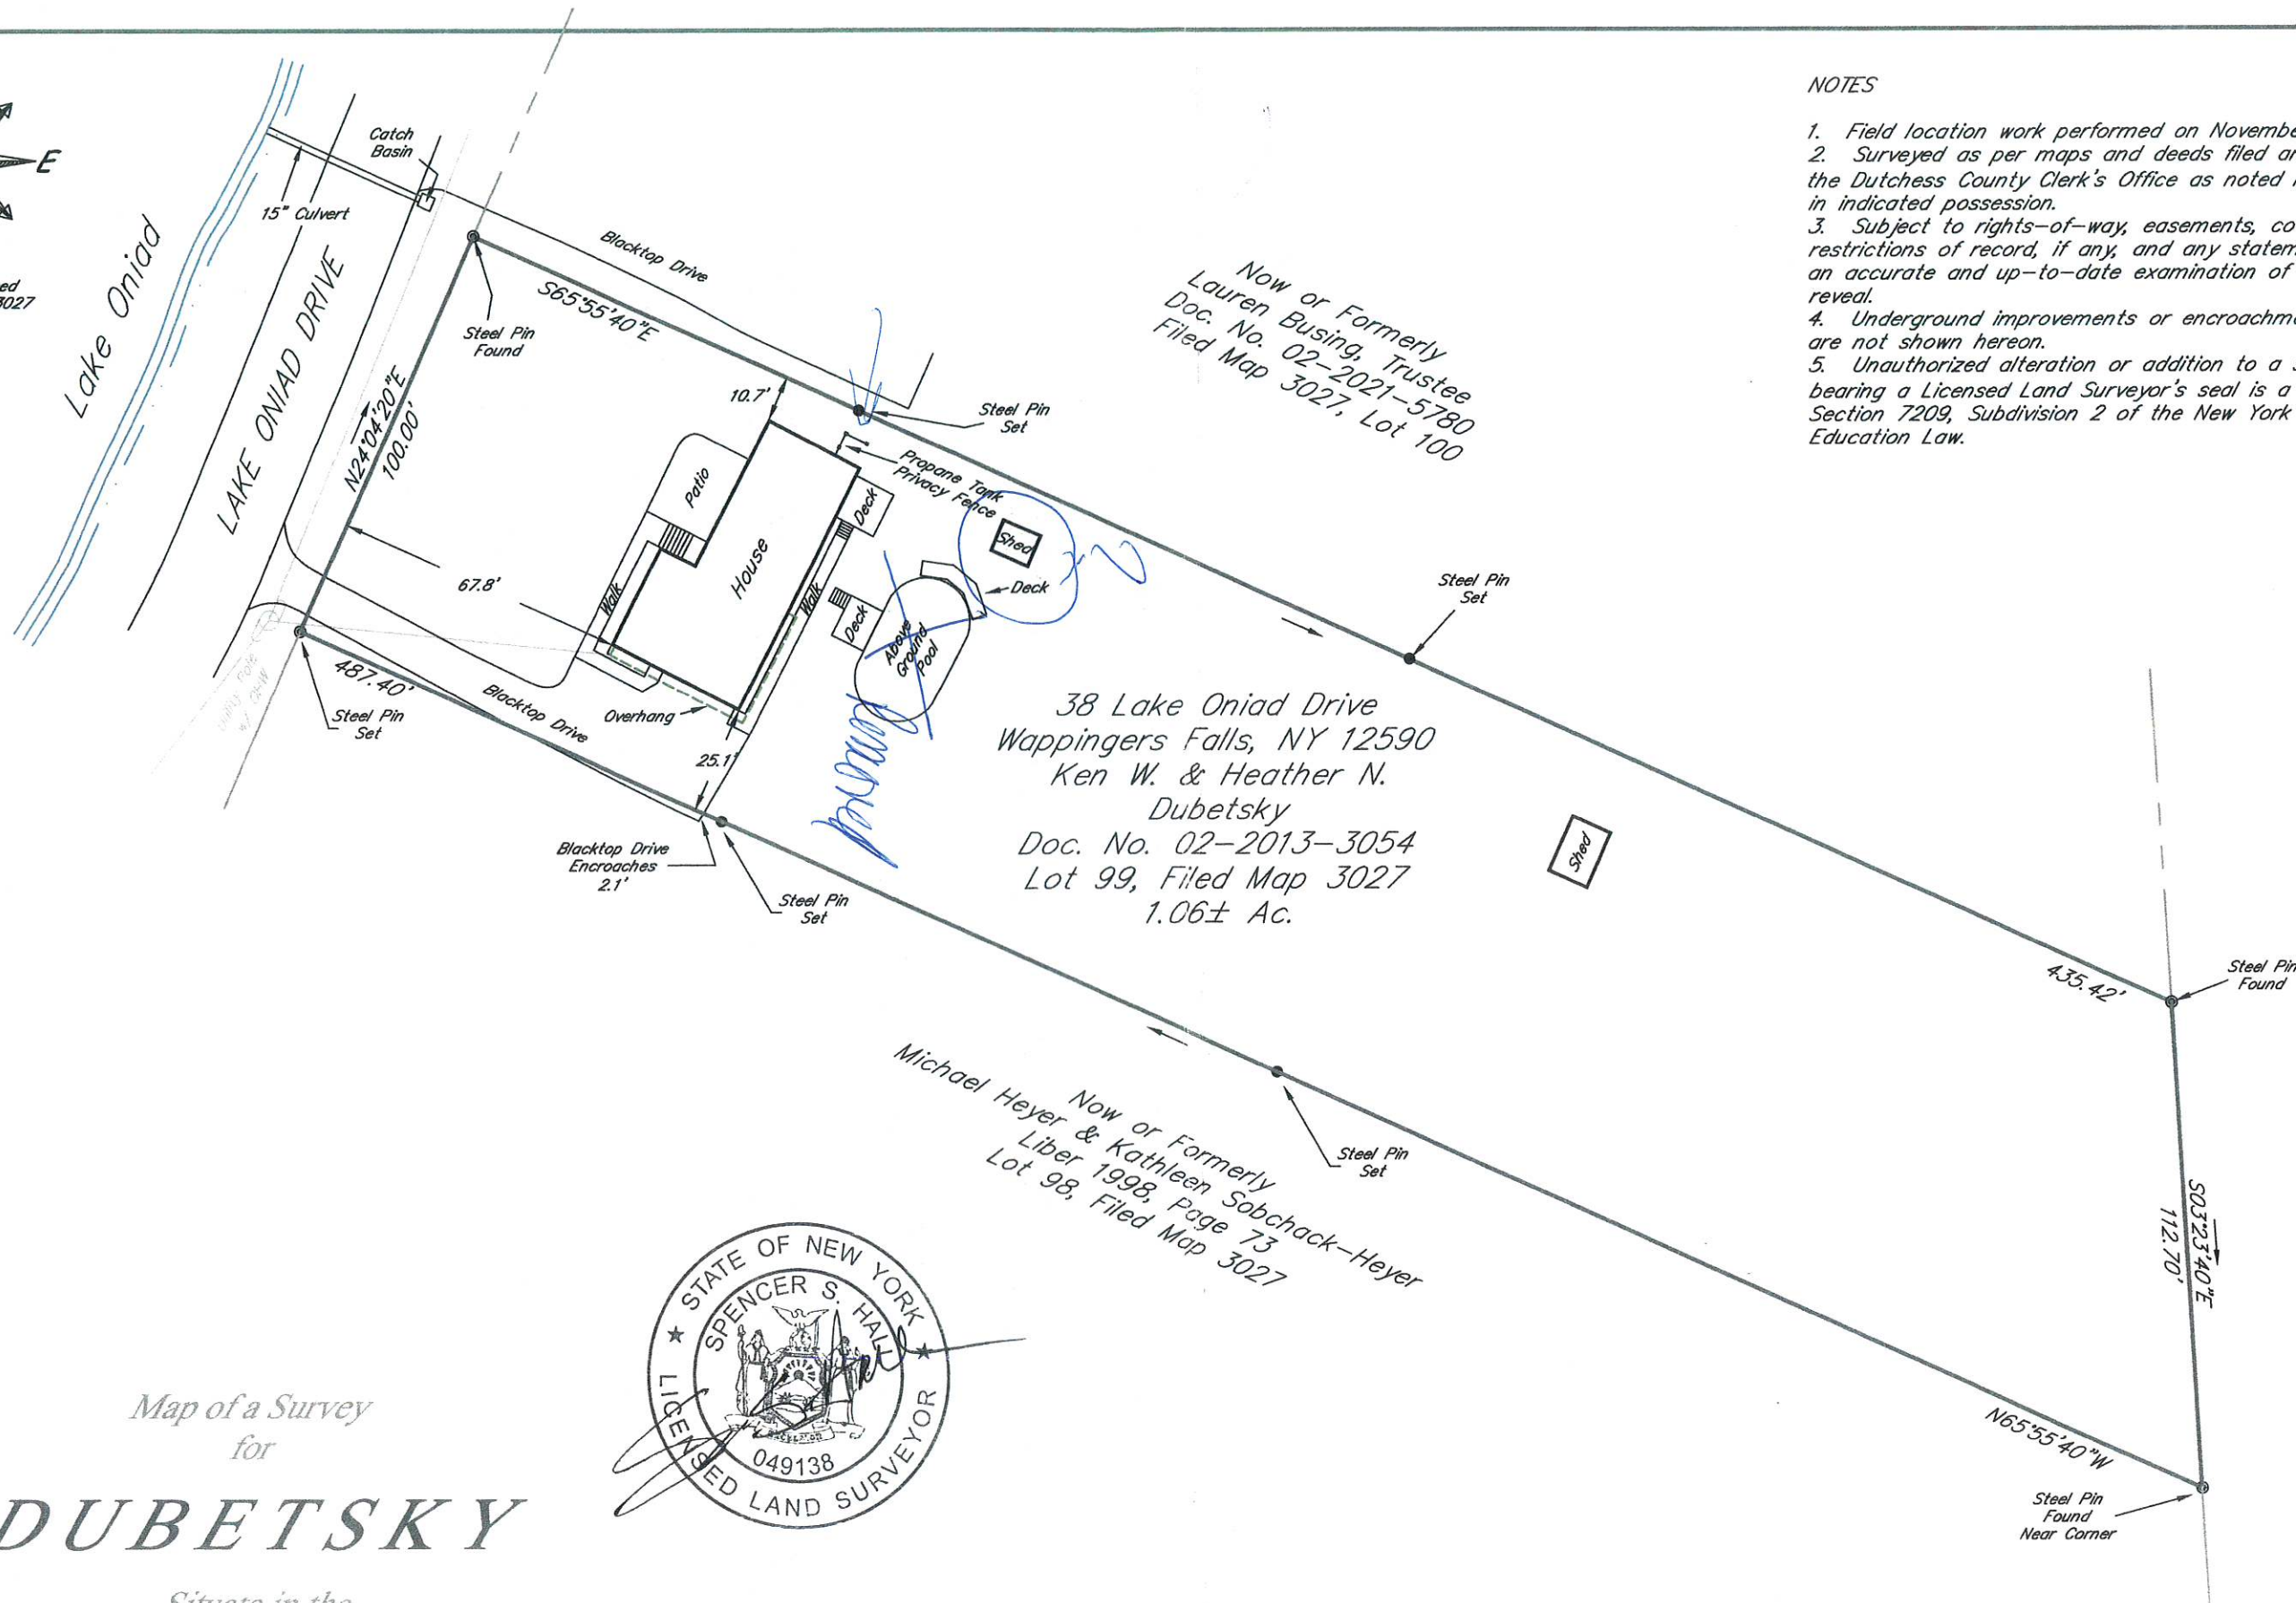 E
ed
3027
Lake Oniad
15" Culvert
Catch
Basin
LAKE ONIAD DRIVE
N24°04'20"E
100.00'
Steel Pin
Found
Blacktop Drive
S65°55'40"E
10.7'
Steel Pin
Set
Propane Tank
Privacy Fence
Patio
House
Deck
Walk
Walk
Deck
Shed
Deck
Above
Ground
Pool
Removed
67.8'
487.40'
Steel Pin
Set
Utility Pole
w/ OHW
Blacktop Drive
Overhang
25.1'
Blacktop Drive
Encroaches
2.1'
Steel Pin
Set
Now or Formerly
Lauren Busing, Trustee
Doc. No. 02-2021-5780
Filed Map 3027, Lot 100
Steel Pin
Set
38 Lake Oniad Drive
Wappingers Falls, NY 12590
Ken W. & Heather N.
Dubetsky
Doc. No. 02-2013-3054
Lot 99, Filed Map 3027
1.06± Ac.
Shed
435.42'
Steel Pin
Found
S03°23'40"E
112.70'
N65°55'40"W
Steel Pin
Found
Near Corner
Steel Pin
Set
Now or Formerly
Michael Heyer & Kathleen Sobchack-Heyer
Liber 1998, Page 73
Lot 98, Filed Map 3027
NOTES
1. Field location work performed on Novembe
2. Surveyed as per maps and deeds filed an
the Dutchess County Clerk's Office as noted
in indicated possession.
3. Subject to rights-of-way, easements, co
restrictions of record, if any, and any statem
an accurate and up-to-date examination of
reveal.
4. Underground improvements or encroachme
are not shown hereon.
5. Unauthorized alteration or addition to a
bearing a Licensed Land Surveyor's seal is a
Section 7209, Subdivision 2 of the New York
Education Law.
STATE OF NEW YORK
SPENCER S. HALL
049138
LICENSED LAND SURVEYOR
Map of a Survey
for
DUBETSKY
Situate in the